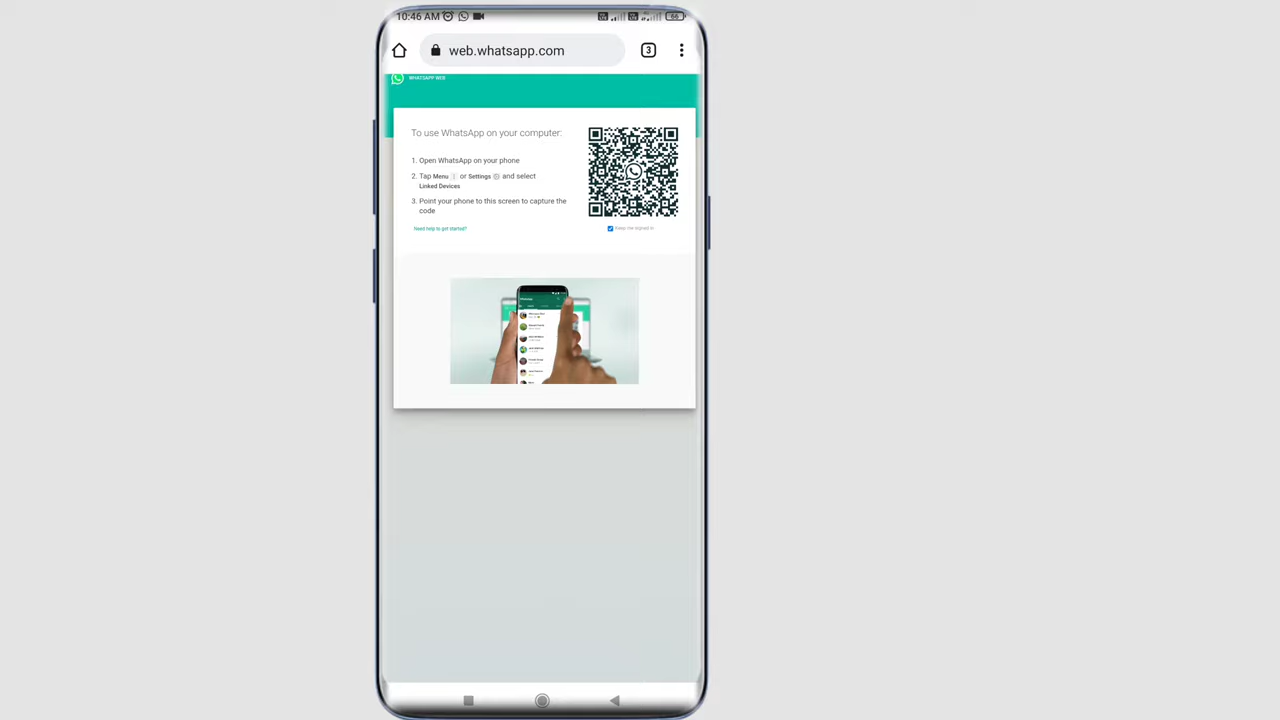 10:46 AM
66
web.whatsapp.com
3
WHATSAPP WEB
To use WhatsApp on your computer:
1. Open WhatsApp on your phone
2. Tap Menu or Settings and select
Linked Devices
3. Point your phone to this screen to capture the
code
Need help to get started?
Keep me signed in